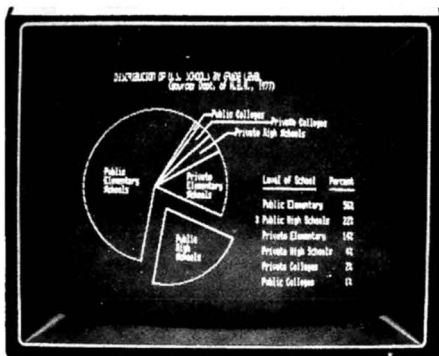 DISTRIBUTION OF U.S. SCHOOLS BY GRADE LEVEL
(Source: Dept. of H.E.W., 1977)
Public Colleges
Private Colleges
Private High Schools
Public
Elementary
Schools
Private
Elementary
Schools
Public
High
Schools
Level of School Percent
Public Elementary 56%
Public High Schools 22%
Private Elementary 14%
Private High Schools 4%
Private Colleges 2%
Public Colleges